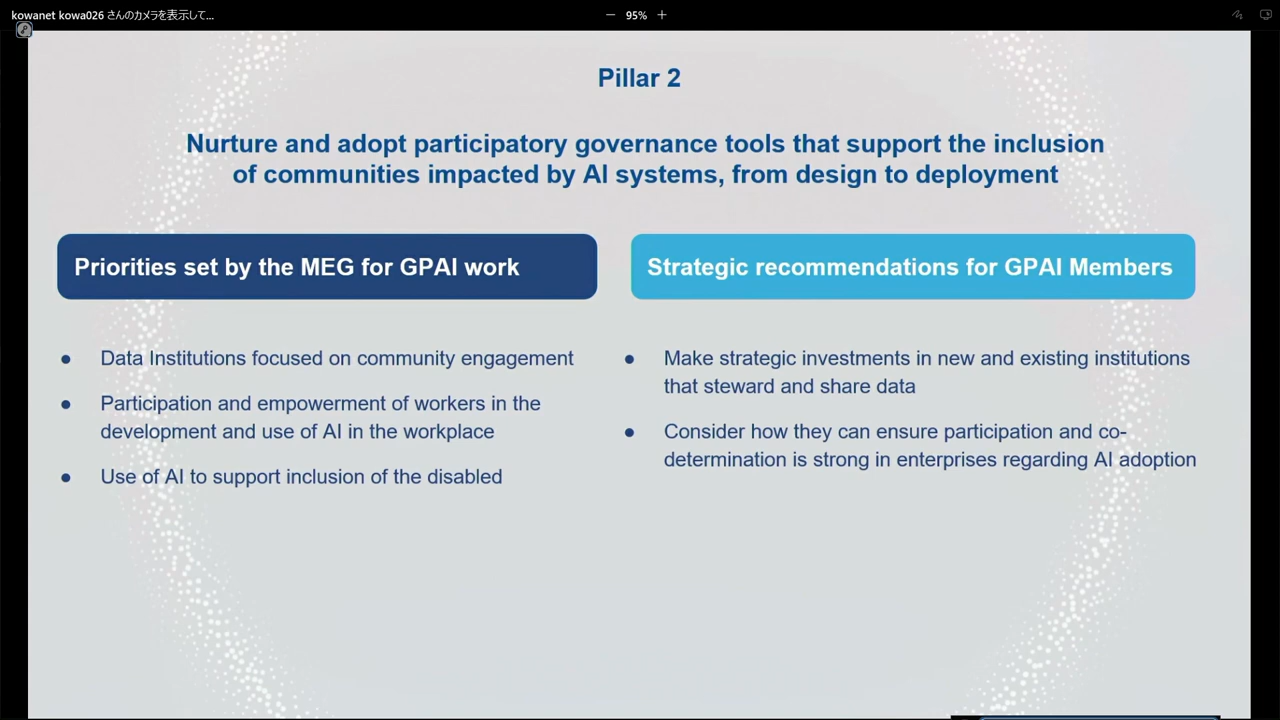 kowanet kowa026 さんのカメラを表示して...
95%
Pillar 2
Nurture and adopt participatory governance tools that support the inclusion
of communities impacted by AI systems, from design to deployment
Priorities set by the MEG for GPAI work
• Data Institutions focused on community engagement
• Participation and empowerment of workers in the
development and use of AI in the workplace
• Use of AI to support inclusion of the disabled
Strategic recommendations for GPAI Members
• Make strategic investments in new and existing institutions
that steward and share data
• Consider how they can ensure participation and co-
determination is strong in enterprises regarding AI adoption